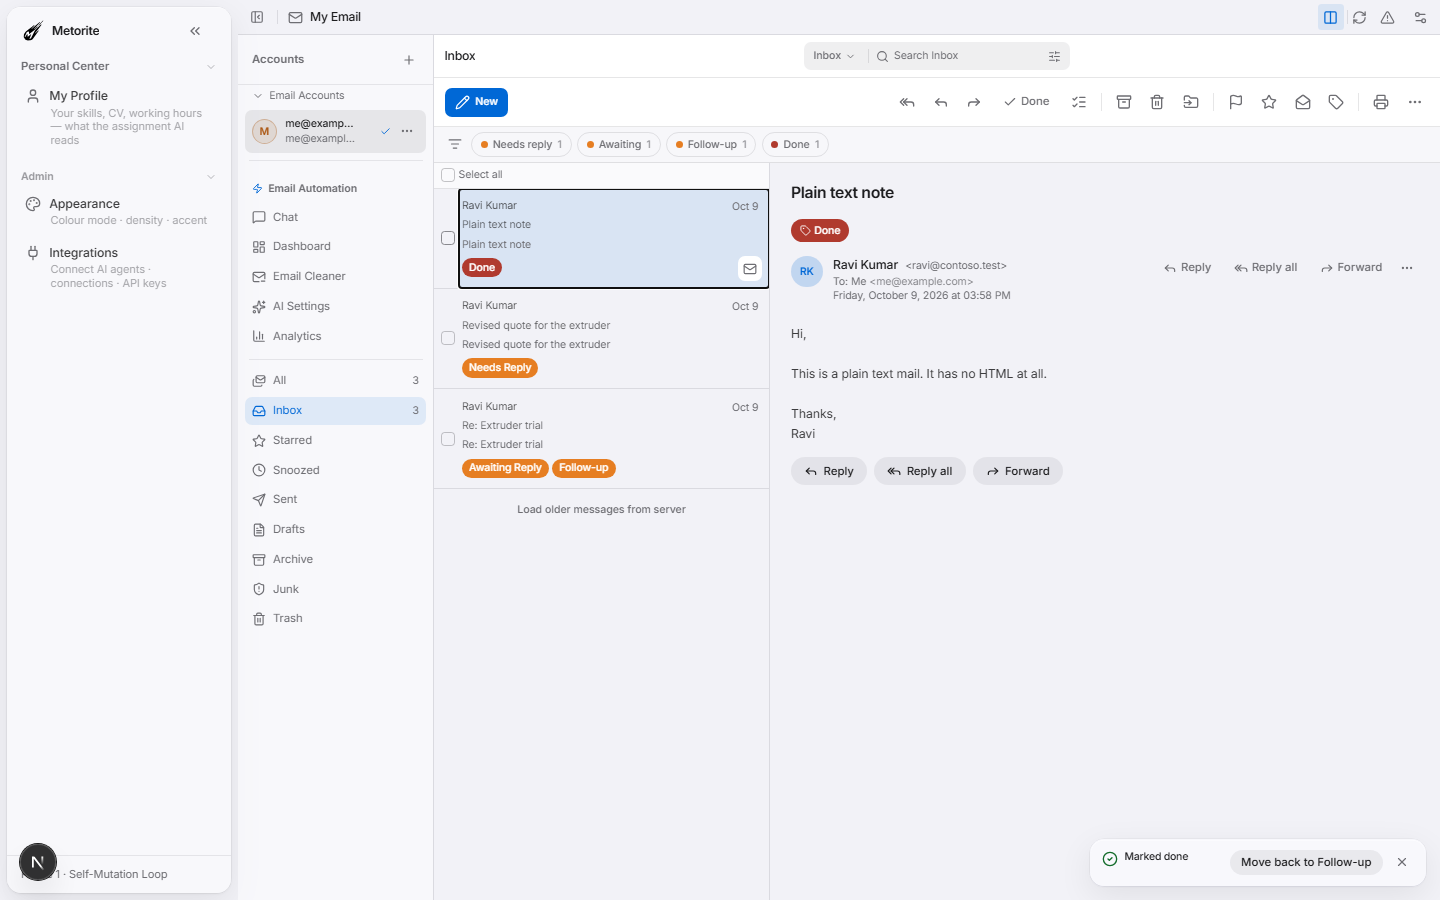 Metorite
Personal Center
My Profile
Your skills, CV, working hours
— what the assignment AI
reads
Admin
Appearance
Colour mode · density · accent
Integrations
Connect AI agents ·
connections · API keys
N
1 · Self-Mutation Loop
My Email
Accounts
Email Accounts
M
me@examp...
me@exampl...
Email Automation
Chat
Dashboard
Email Cleaner
AI Settings
Analytics
All 3
Inbox 3
Starred
Snoozed
Sent
Drafts
Archive
Junk
Trash
Inbox
Inbox
Search Inbox
New
Done
Needs reply 1
Awaiting 1
Follow-up 1
Done 1
Select all
Ravi Kumar Oct 9
Plain text note
Plain text note
Done
Ravi Kumar Oct 9
Revised quote for the extruder
Revised quote for the extruder
Needs Reply
Ravi Kumar Oct 9
Re: Extruder trial
Re: Extruder trial
Awaiting Reply Follow-up
Load older messages from server
Plain text note
Done
RK
Ravi Kumar <ravi@contoso.test>
To: Me <me@example.com>
Friday, October 9, 2026 at 03:58 PM
Reply Reply all Forward
Hi,
This is a plain text mail. It has no HTML at all.
Thanks,
Ravi
Reply Reply all Forward
Marked done
Move back to Follow-up